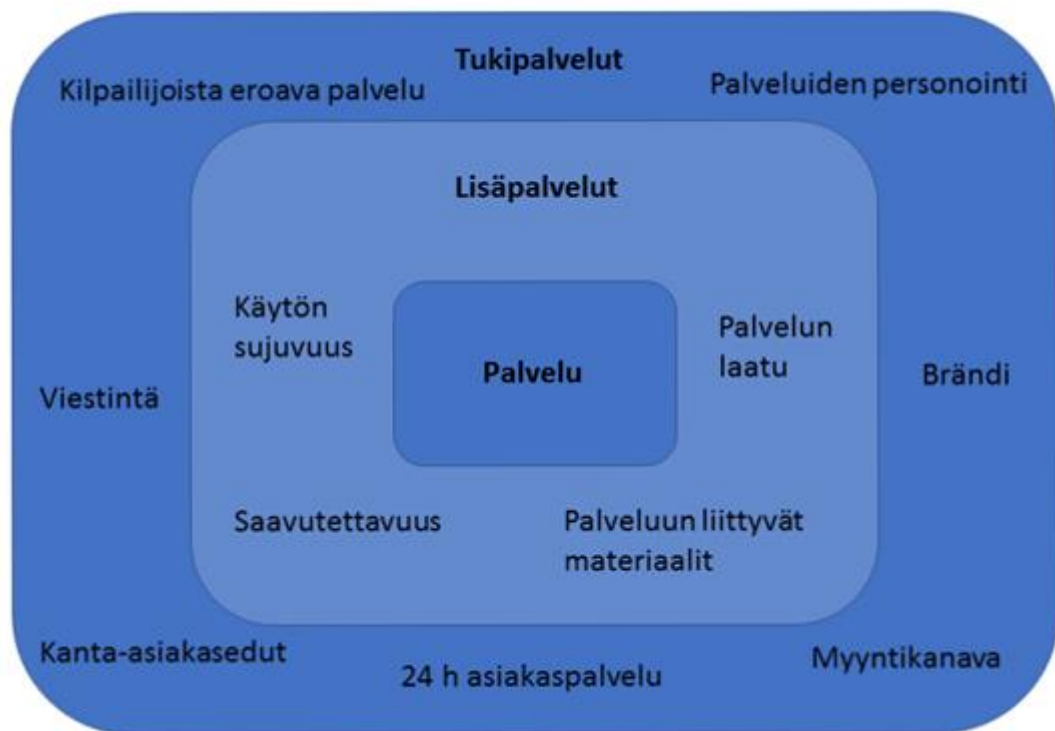 Tukipalvelut
Kilpailijoista eroava palvelu
Palveluiden personointi
Lisäpalvelut
Käytön
sujuvuus
Palvelun
laatu
Palvelu
Viestintä
Brändi
Saavutettavuus
Palveluun liittyvät
materiaalit
Kanta-asiakasedut
24 h asiakaspalvelu
Myyntikanava